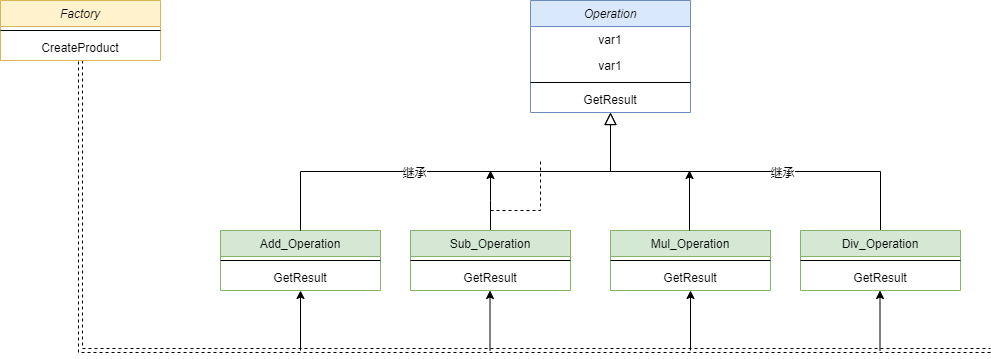 Factory
CreateProduct
Operation
var1
var1
GetResult
继承
继承
Add_Operation
GetResult
Sub_Operation
GetResult
Mul_Operation
GetResult
Div_Operation
GetResult